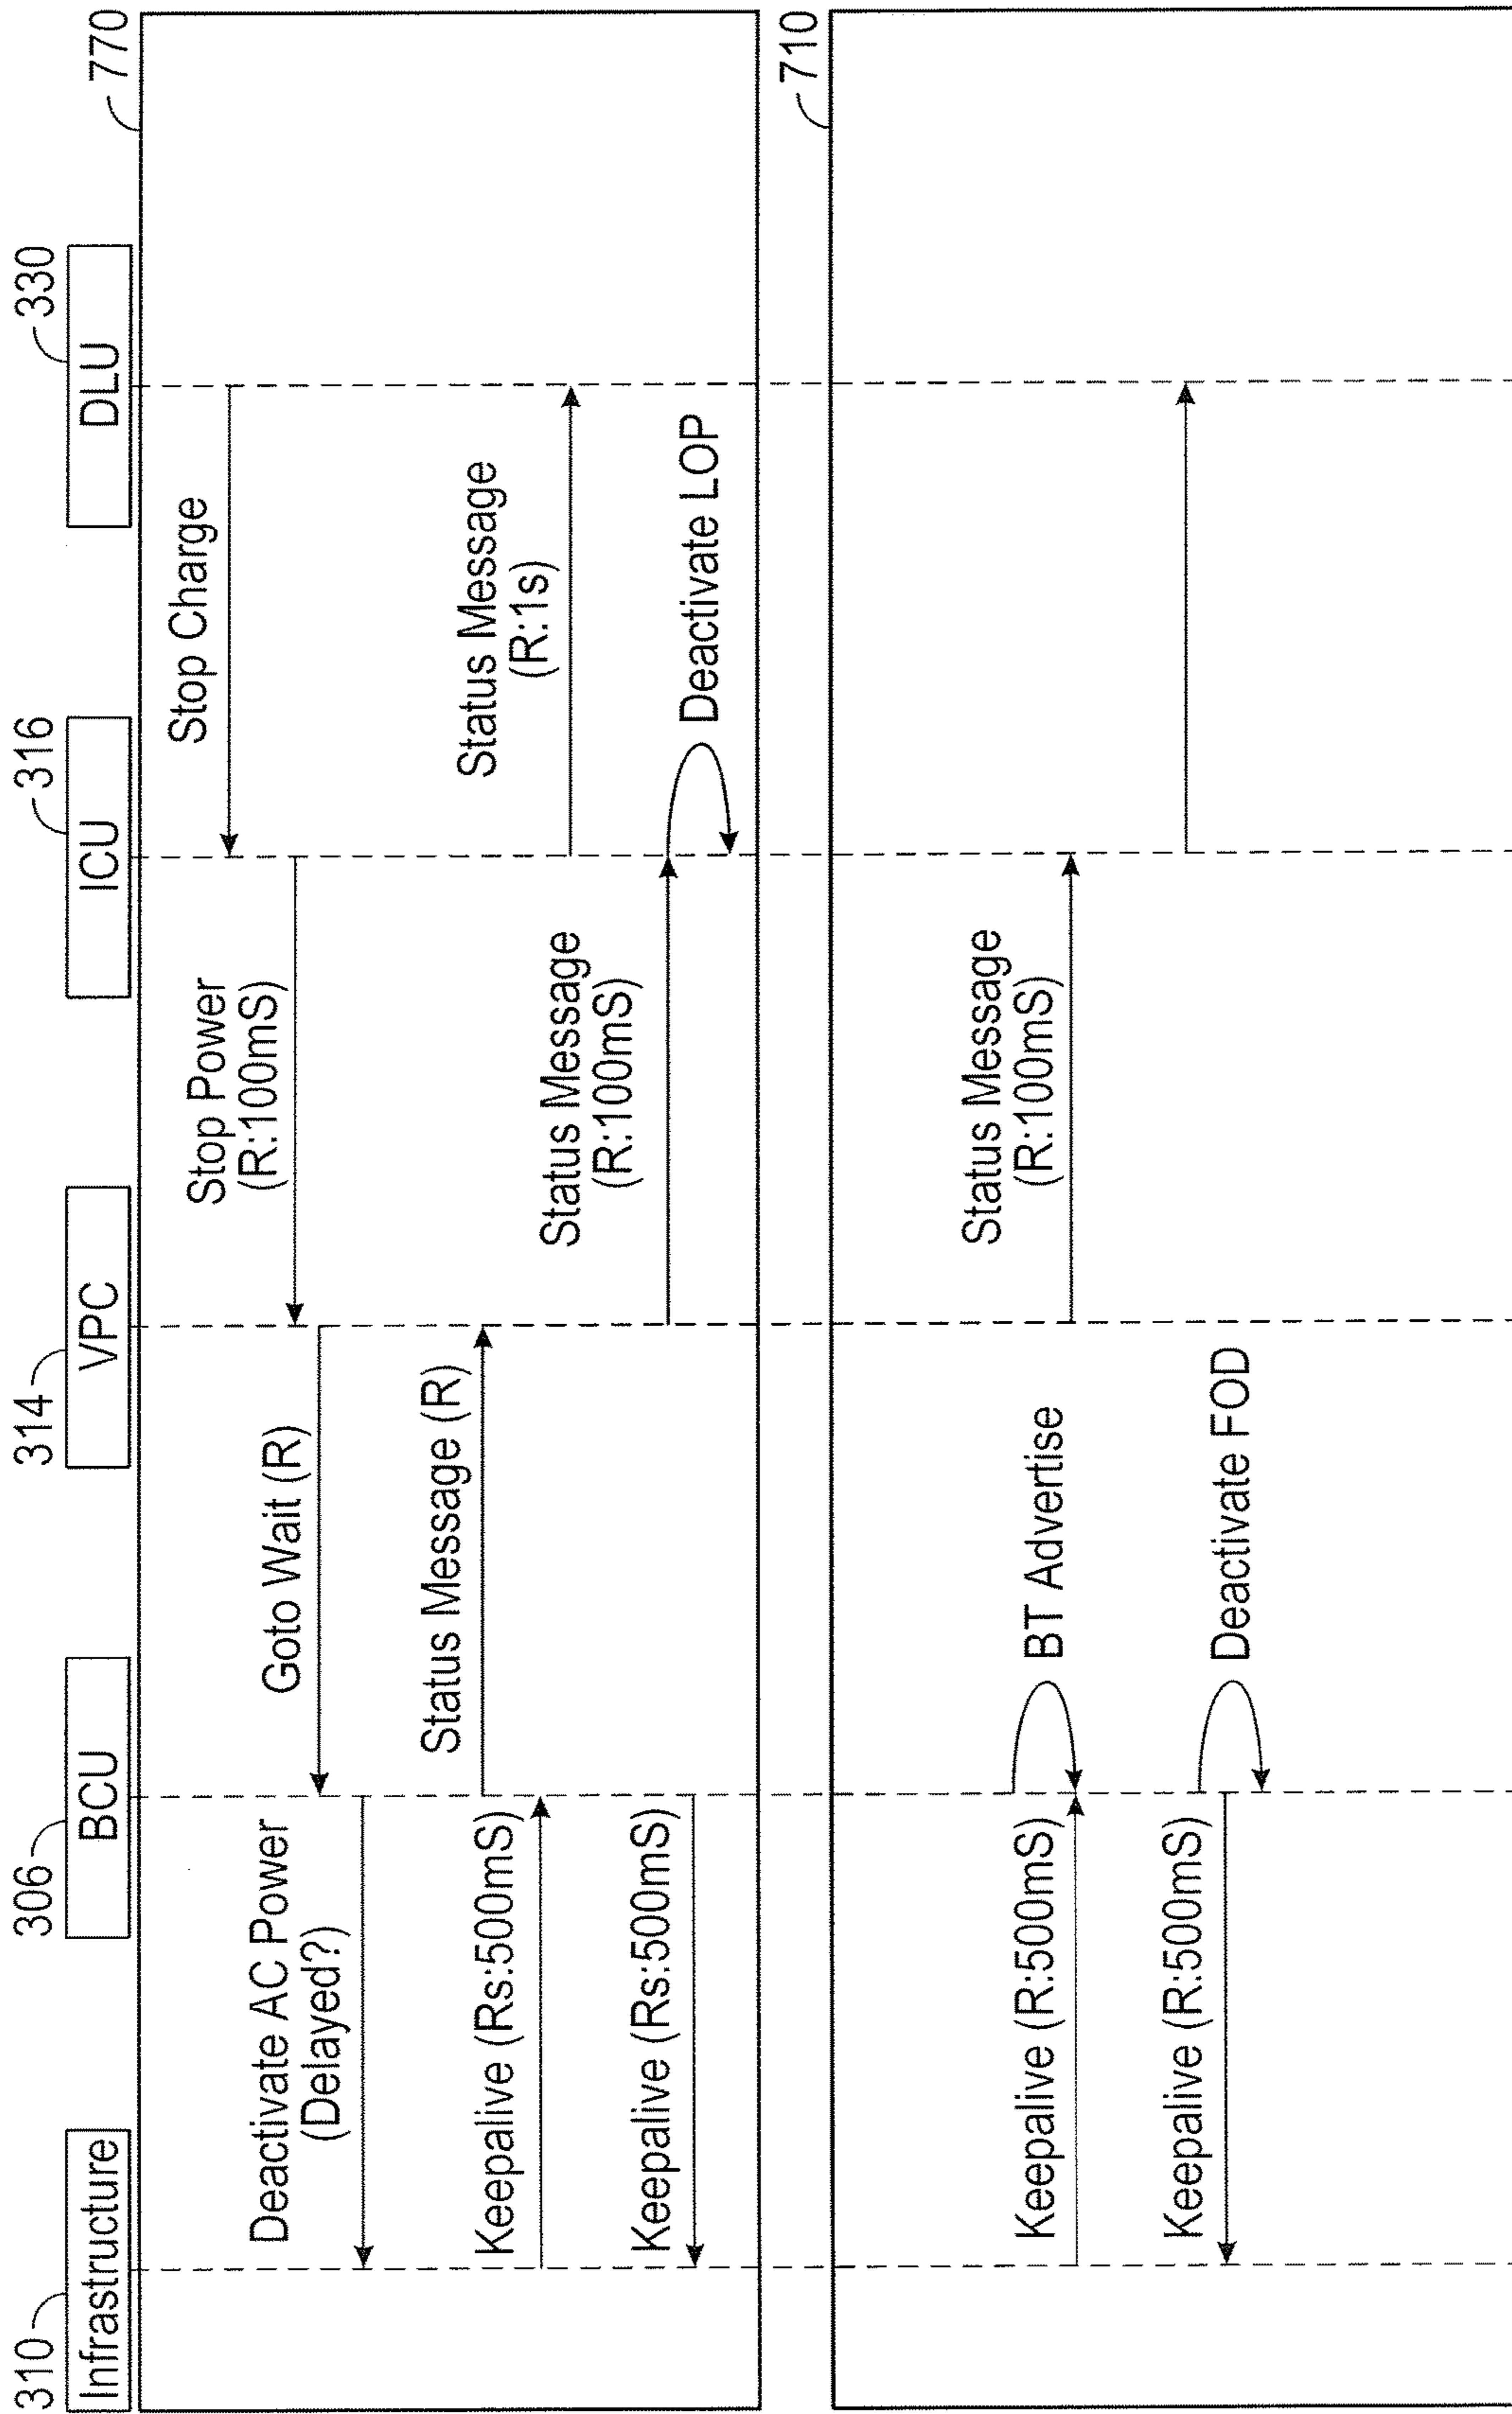 310
Infrastructure
306
BCU
314
VPC
316
ICU
330
DLU
770
Stop Charge
Stop Power
(R:100mS)
Goto Wait (R)
Deactivate AC Power
(Delayed?)
Status Message (R)
Status Message
(R:1s)
Keepalive (Rs:500mS)
Status Message
(R:100mS)
Keepalive (Rs:500mS)
Deactivate LOP
710
Status Message
(R:100mS)
Keepalive (R:500mS)
BT Advertise
Keepalive (R:500mS)
Deactivate FOD